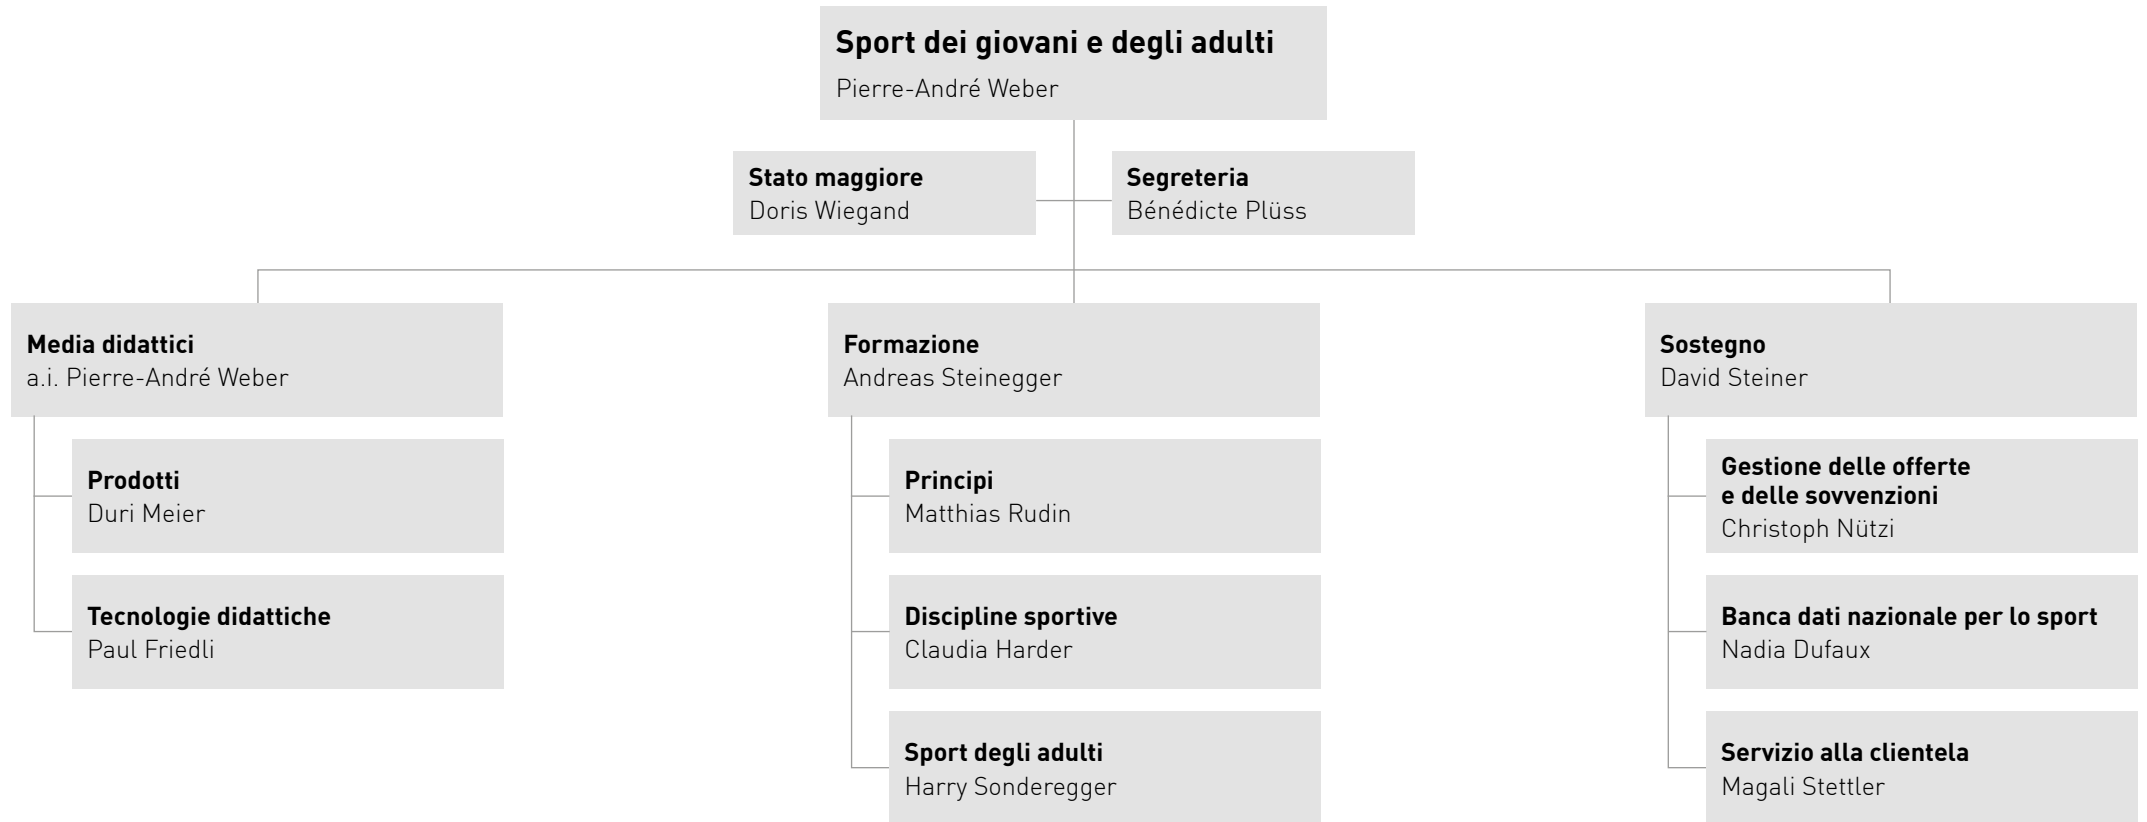 Sport dei giovani e degli adulti
Pierre-André Weber
Stato maggiore
Doris Wiegand
Segreteria
Bénédicte Plüss
Media didattici
a.i. Pierre-André Weber
Prodotti
Duri Meier
Tecnologie didattiche
Paul Friedli
Formazione
Andreas Steinegger
Principi
Matthias Rudin
Discipline sportive
Claudia Harder
Sport degli adulti
Harry Sonderegger
Sostegno
David Steiner
Gestione delle offerte
e delle sovvenzioni
Christoph Nützi
Banca dati nazionale per lo sport
Nadia Dufaux
Servizio alla clientela
Magali Stettler